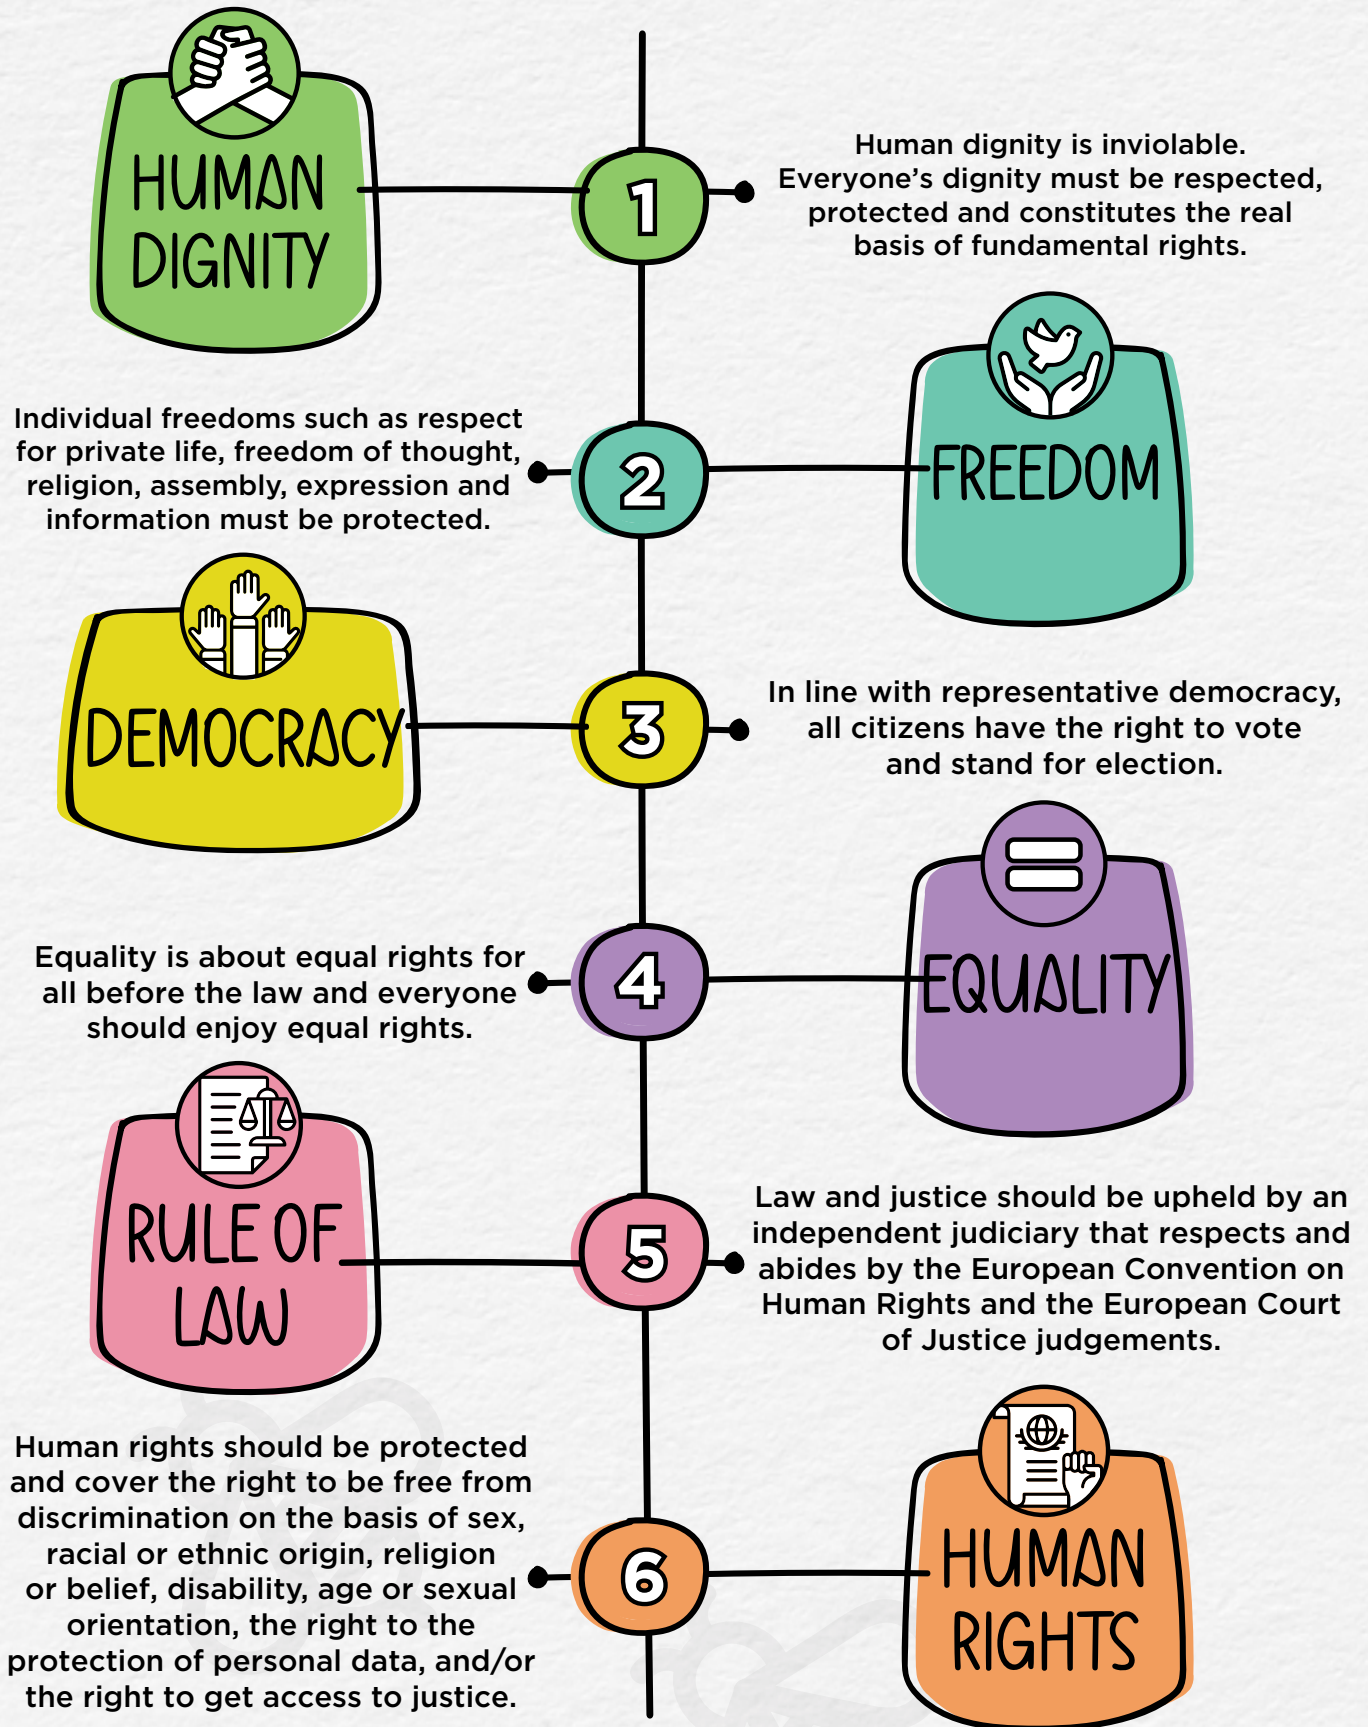 HUMAN
DIGNITY
1
Human dignity is inviolable.
Everyone’s dignity must be respected,
protected and constitutes the real
basis of fundamental rights.
FREEDOM
2
Individual freedoms such as respect
for private life, freedom of thought,
religion, assembly, expression and
information must be protected.
DEMOCRACY
3
In line with representative democracy,
all citizens have the right to vote
and stand for election.
EQUALITY
4
Equality is about equal rights for
all before the law and everyone
should enjoy equal rights.
RULE OF
LAW
5
Law and justice should be upheld by an
independent judiciary that respects and
abides by the European Convention on
Human Rights and the European Court
of Justice judgements.
HUMAN
RIGHTS
6
Human rights should be protected
and cover the right to be free from
discrimination on the basis of sex,
racial or ethnic origin, religion
or belief, disability, age or sexual
orientation, the right to the
protection of personal data, and/or
the right to get access to justice.